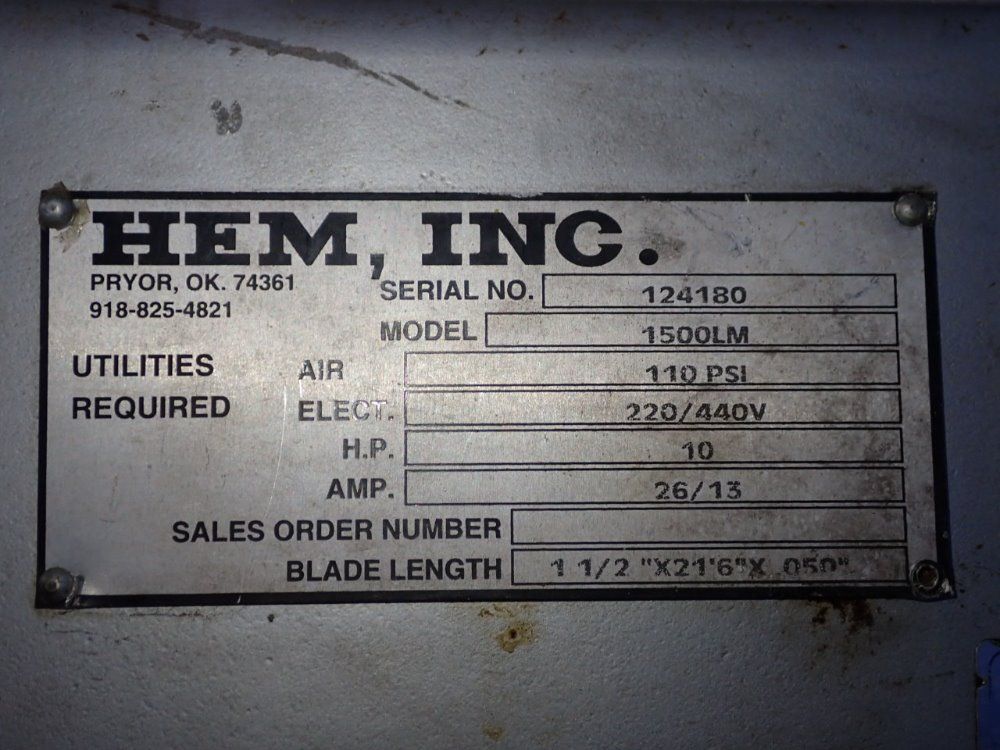 HEM, INC.
PRYOR, OK. 74361
918-825-4821
SERIAL NO. 124180
MODEL 1500LM
UTILITIES REQUIRED
AIR 110 PSI
ELECT. 220/440V
H.P. 10
AMP. 26/13
SALES ORDER NUMBER
BLADE LENGTH 1 1/2 "X21'6"X .050"